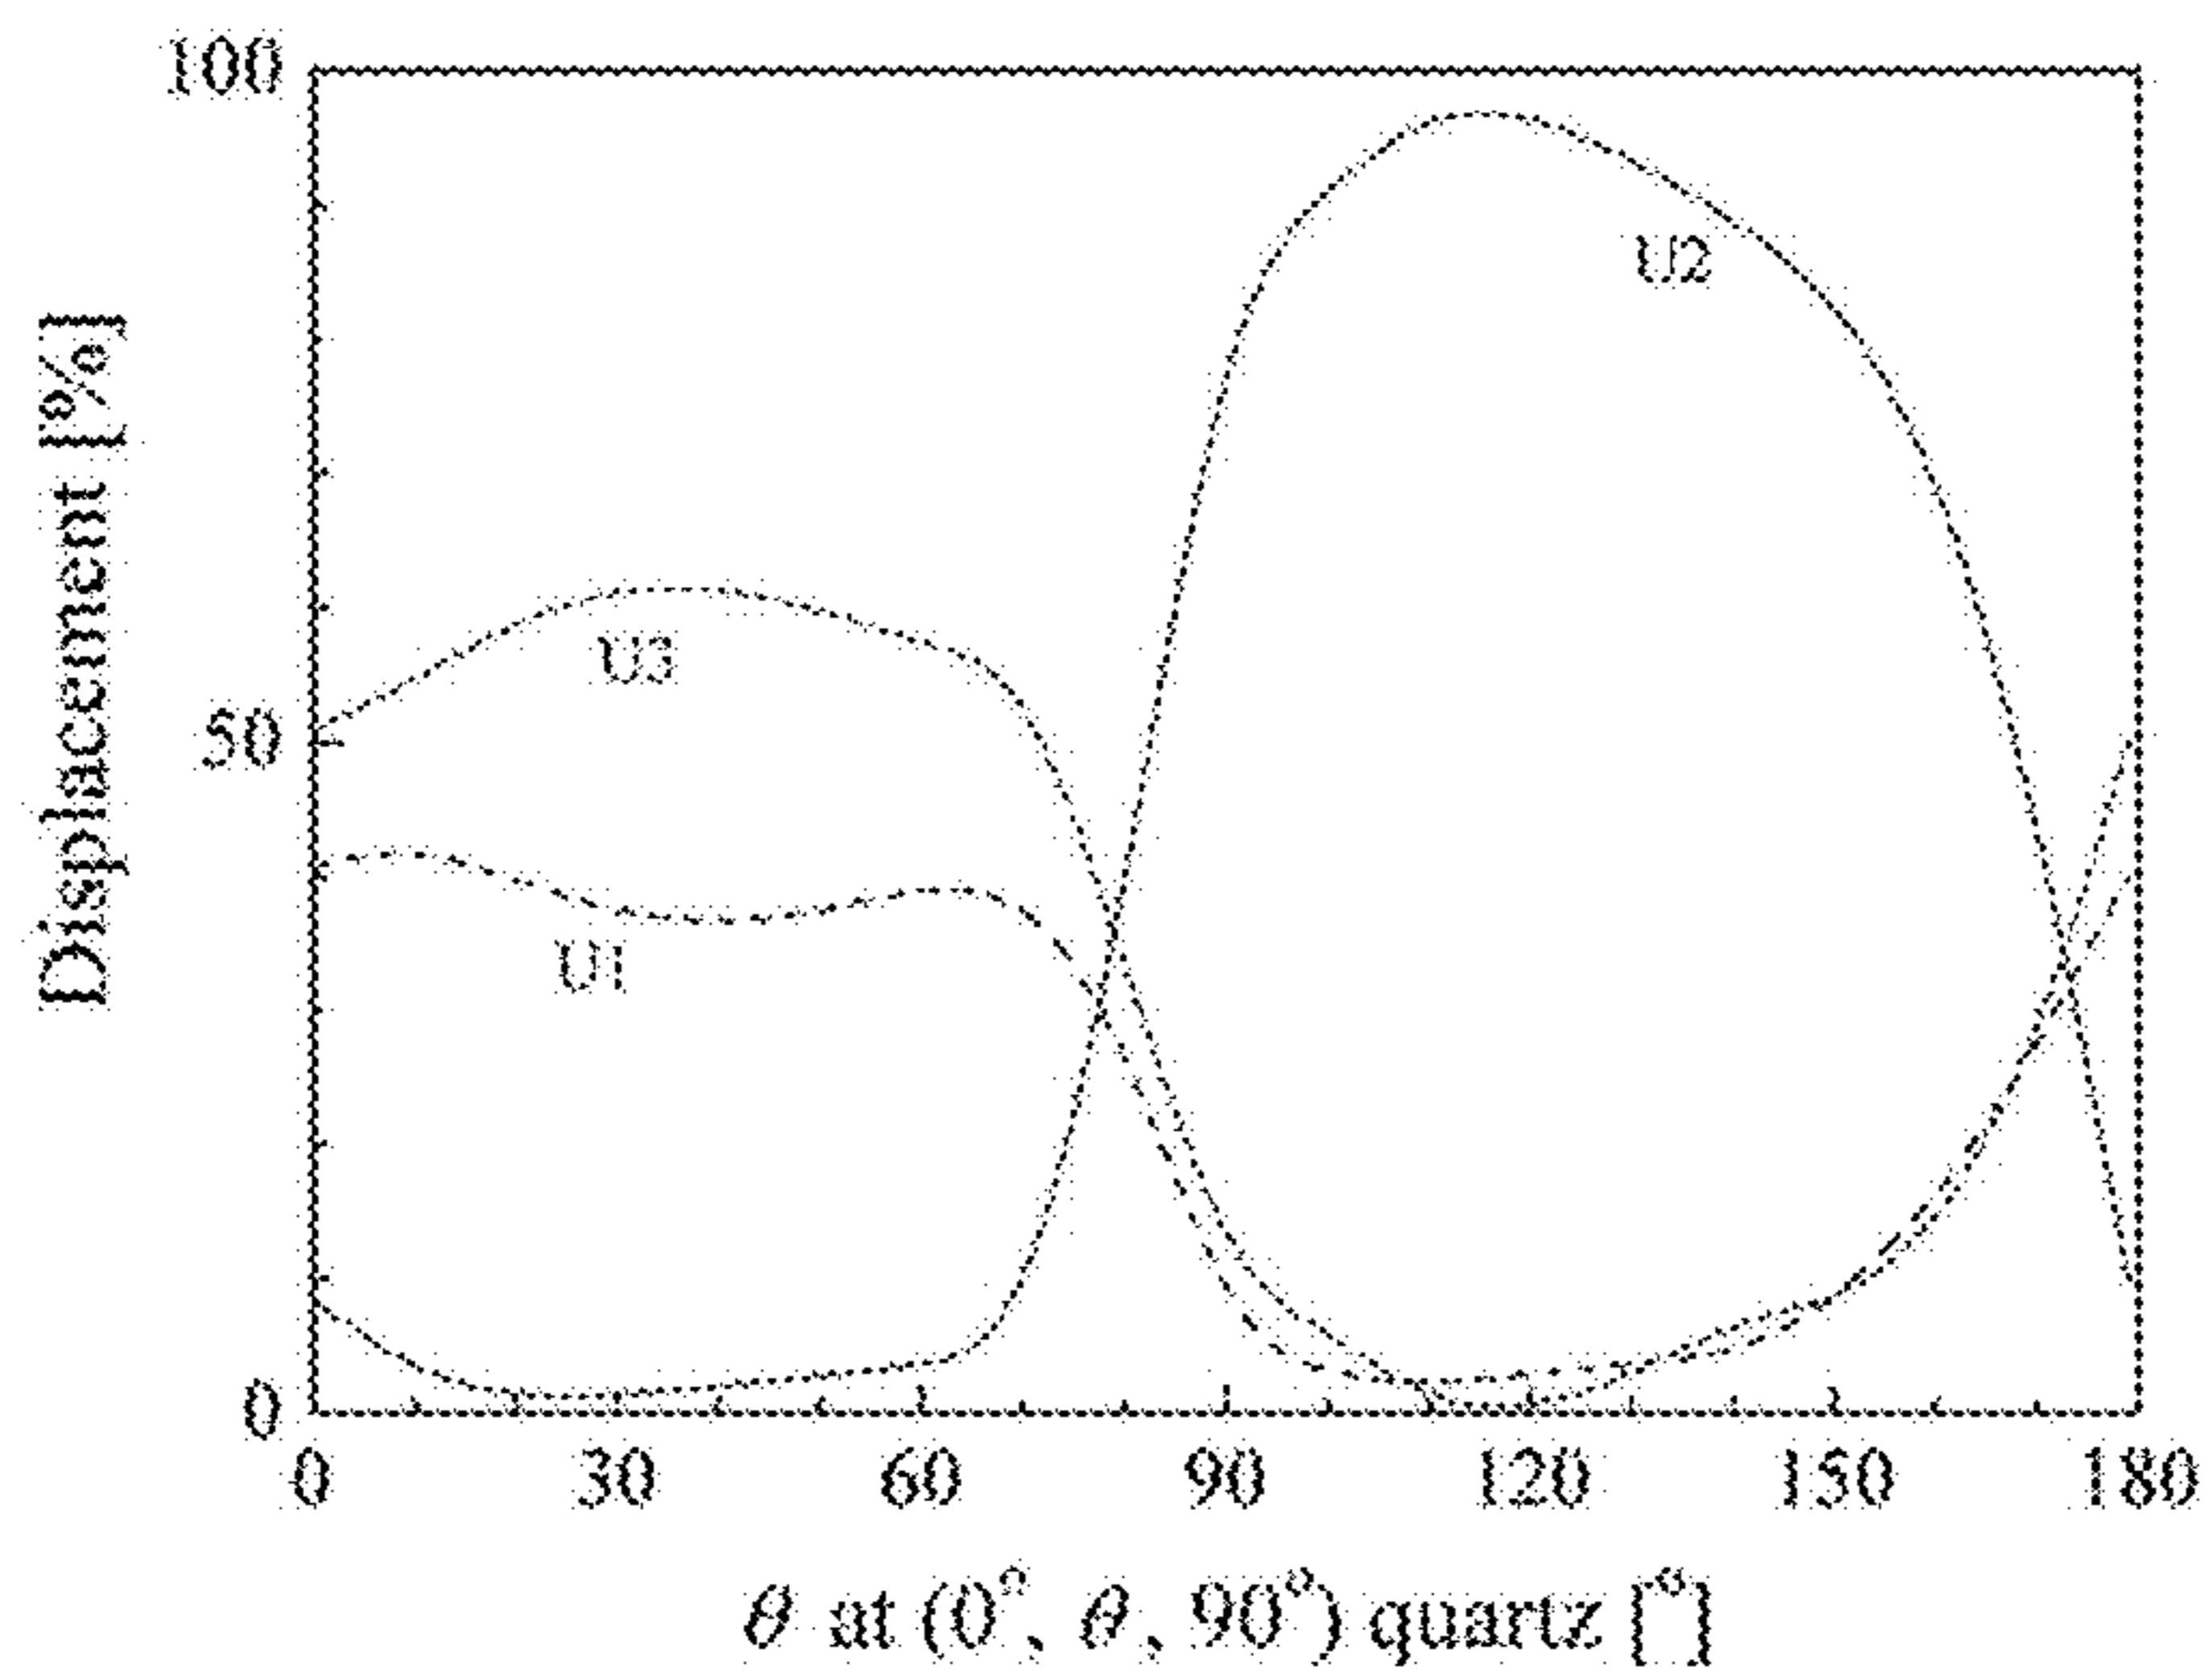 100
U2
Displacement [%]
U3
50
U1
0
0 30 60 90 120 150 180
θ at (0°, θ, 90°) quartz [°]